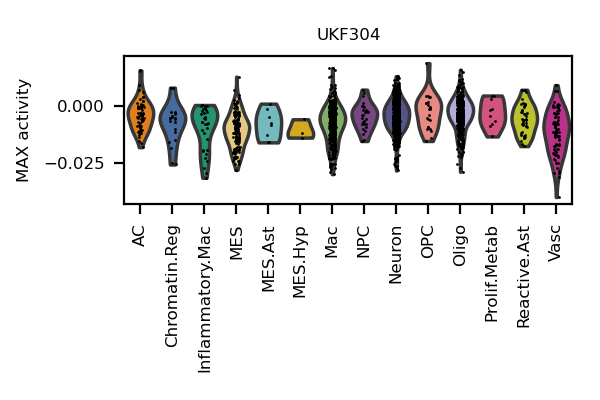 UKF304
MAX activity
0.000
−0.025
AC
Chromatin.Reg
Inflammatory.Mac
MES
MES.Ast
MES.Hyp
Mac
NPC
Neuron
OPC
Oligo
Prolif.Metab
Reactive.Ast
Vasc